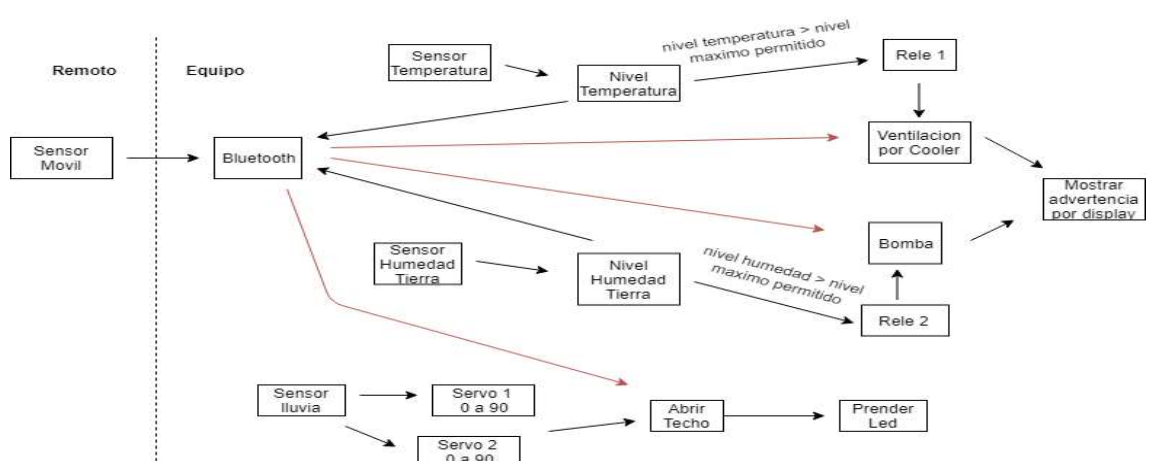 Remoto
Equipo
Sensor
Temperatura
Nivel
Temperatura
nivel temperatura > nivel
maximo permitido
Rele 1
Sensor
Movil
Bluetooth
Ventilacion
por Cooler
Mostrar
advertencia
por display
Bomba
Sensor
Humedad
Tierra
Nivel
Humedad
Tierra
nivel humedad > nivel
maximo permitido
Rele 2
Sensor
lluvia
Servo 1
0 a 90
Servo 2
0 a 90
Abrir
Techo
Prender
Led